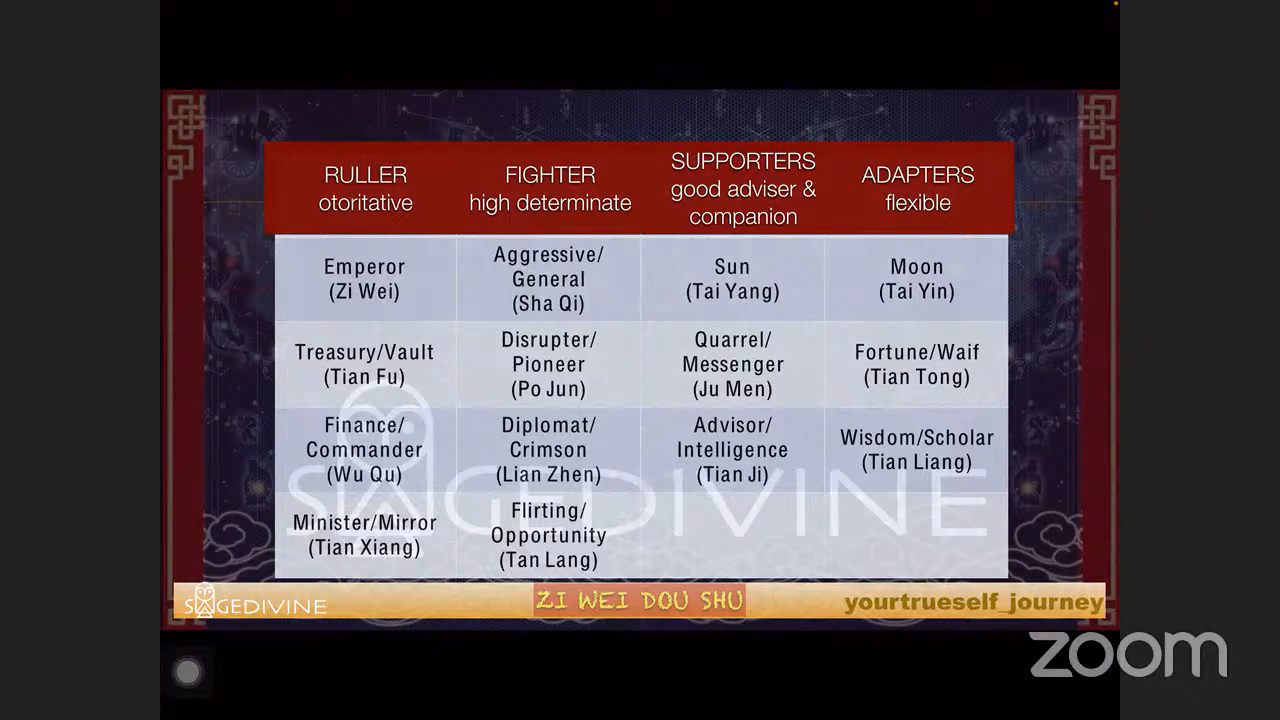 RULLER
otoritative
FIGHTER
high determinate
SUPPORTERS
good adviser &
companion
ADAPTERS
flexible
Emperor
(Zi Wei)
Aggressive/
General
(Sha Qi)
Sun
(Tai Yang)
Moon
(Tai Yin)
Treasury/Vault
(Tian Fu)
Disrupter/
Pioneer
(Po Jun)
Quarrel/
Messenger
(Ju Men)
Fortune/Waif
(Tian Tong)
Finance/
Commander
(Wu Qu)
Diplomat/
Crimson
(Lian Zhen)
Advisor/
Intelligence
(Tian Ji)
Wisdom/Scholar
(Tian Liang)
Minister/Mirror
(Tian Xiang)
Flirting/
Opportunity
(Tan Lang)
SAGEDIVINE
SAGEDIVINE
ZI WEI DOU SHU
yourtrueself_journey
zoom